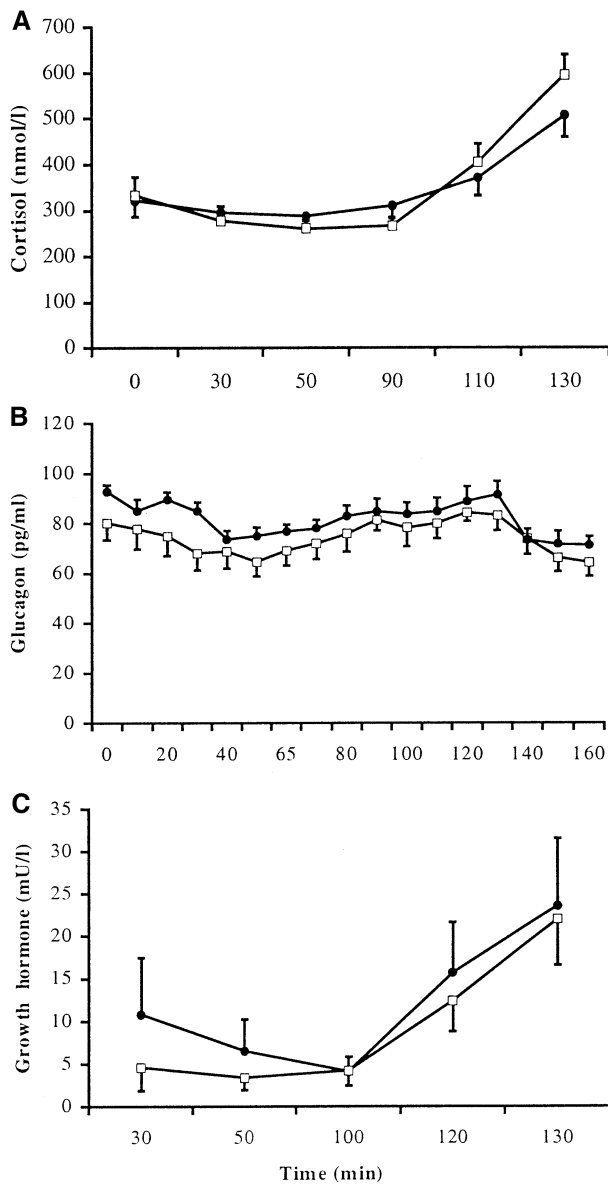 A
Cortisol (nmol/l)
700
600
500
400
300
200
100
0
0 30 50 90 110 130
B
Glucagon (pg/ml)
120
100
80
60
40
20
0
0 20 40 65 80 100 120 140 160
C
Growth hormone (mU/l)
35
30
25
20
15
10
5
0
30 50 100 120 130
Time (min)